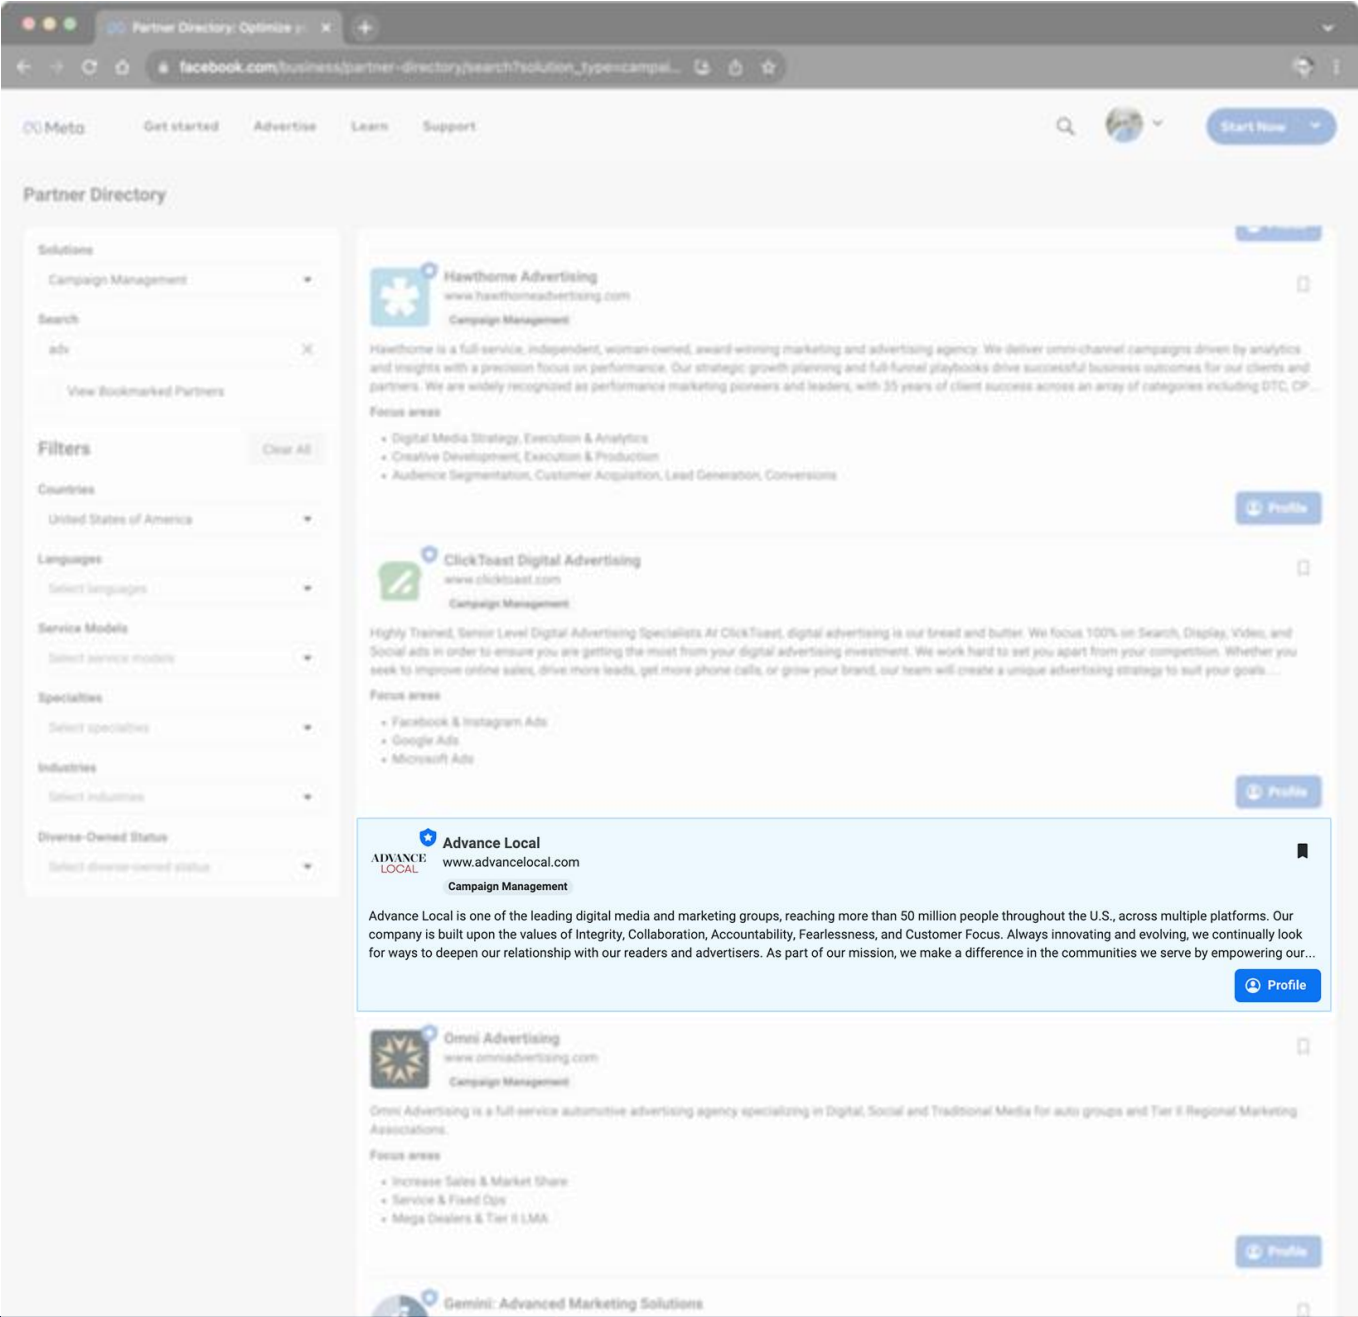 Partner Directory: Optimize y
facebook.com/business/partner-directory/search?solution_type=campai...
Meta
Get started
Advertise
Learn
Support
Start Now
Partner Directory
Solutions
Campaign Management
Search
adv
View Bookmarked Partners
Filters
Clear All
Countries
United States of America
Languages
Select languages
Service Models
Select service models
Specialties
Select specialties
Industries
Select industries
Diverse-Owned Status
Select diverse-owned status
Hawthorne Advertising
www.hawthorneadvertising.com
Campaign Management
Hawthorne is a full-service, independent, woman-owned, award-winning marketing and advertising agency. We deliver omni-channel campaigns driven by analytics
and insights with a precision focus on performance. Our strategic growth planning and full-funnel playbooks drive successful business outcomes for our clients and
partners. We are widely recognized as performance marketing pioneers and leaders, with 35 years of client success across an array of categories including DTC, CP...
Focus areas
• Digital Media Strategy, Execution & Analytics
• Creative Development, Execution & Production
• Audience Segmentation, Customer Acquisition, Lead Generation, Conversions
Profile
ClickToast Digital Advertising
www.clicktoast.com
Campaign Management
Highly Trained, Senior Level Digital Advertising Specialists At ClickToast, digital advertising is our bread and butter. We focus 100% on Search, Display, Video, and
Social ads in order to ensure you are getting the most from your digital advertising investment. We work hard to set you apart from your competition. Whether you
seek to improve online sales, drive more leads, get more phone calls, or grow your brand, our team will create a unique advertising strategy to suit your goals....
Focus areas
• Facebook & Instagram Ads
• Google Ads
• Microsoft Ads
Profile
ADVANCE
LOCAL
Advance Local
www.advancelocal.com
Campaign Management
Advance Local is one of the leading digital media and marketing groups, reaching more than 50 million people throughout the U.S., across multiple platforms. Our
company is built upon the values of Integrity, Collaboration, Accountability, Fearlessness, and Customer Focus. Always innovating and evolving, we continually look
for ways to deepen our relationship with our readers and advertisers. As part of our mission, we make a difference in the communities we serve by empowering our...
Profile
Omni Advertising
www.omniadvertising.com
Campaign Management
Omni Advertising is a full-service automotive advertising agency specializing in Digital, Social and Traditional Media for auto groups and Tier II Regional Marketing
Associations.
Focus areas
• Increase Sales & Market Share
• Service & Fixed Ops
• Mega Dealers & Tier II LMA
Profile
Gemini: Advanced Marketing Solutions